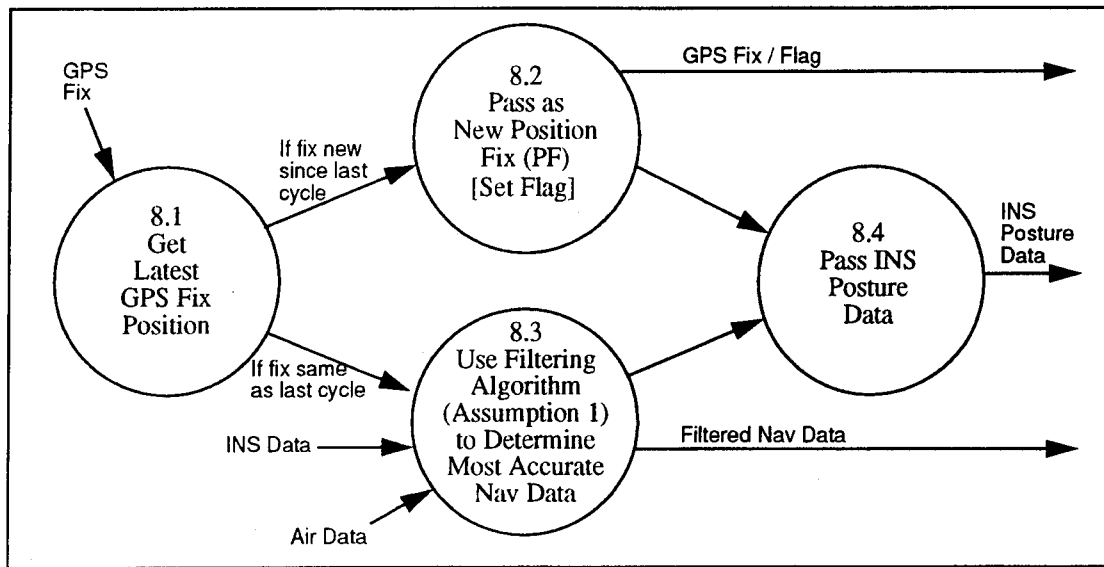 GPS
Fix
8.1
Get
Latest
GPS Fix
Position
If fix new
since last
cycle
If fix same
as last cycle
8.2
Pass as
New Position
Fix (PF)
[Set Flag]
GPS Fix / Flag
8.3
Use Filtering
Algorithm
(Assumption 1)
to Determine
Most Accurate
Nav Data
INS Data
Air Data
Filtered Nav Data
8.4
Pass INS
Posture
Data
INS
Posture
Data